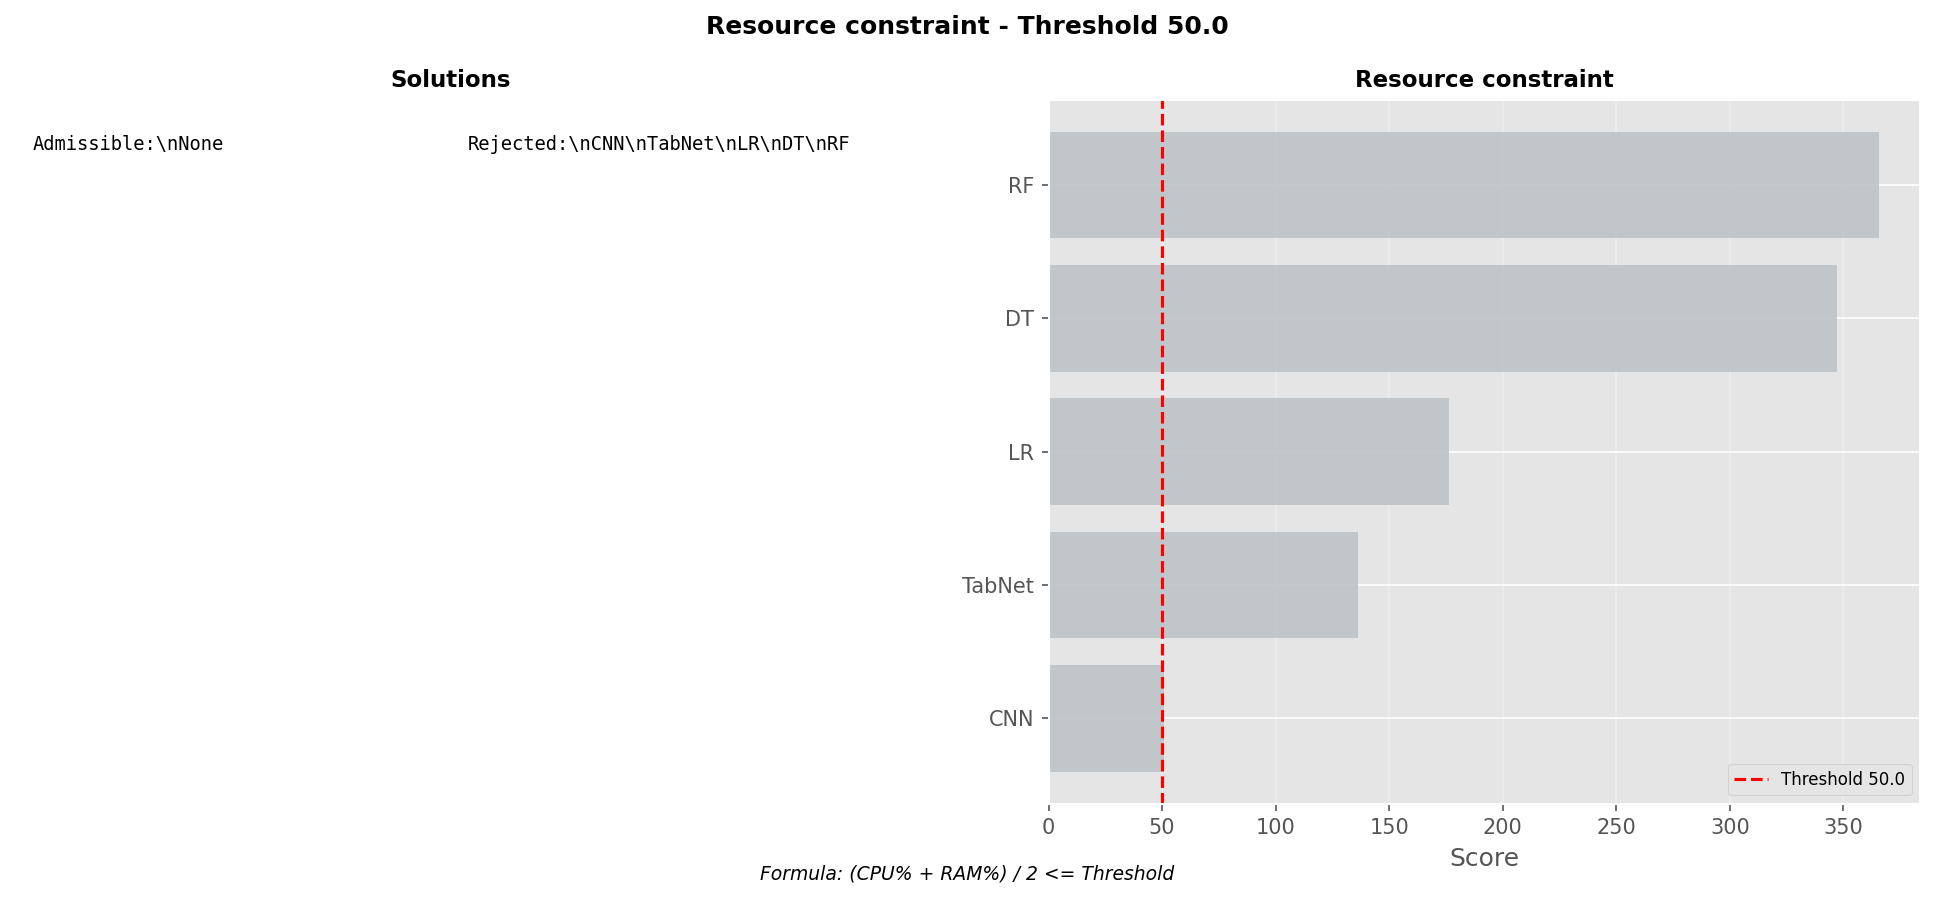 Resource constraint - Threshold 50.0
Solutions
Admissible:\nNone
Rejected:\nCNN\nTabNet\nLR\nDT\nRF
Resource constraint
RF
DT
LR
TabNet
CNN
Threshold 50.0
0 50 100 150 200 250 300 350
Score
Formula: (CPU% + RAM%) / 2 <= Threshold